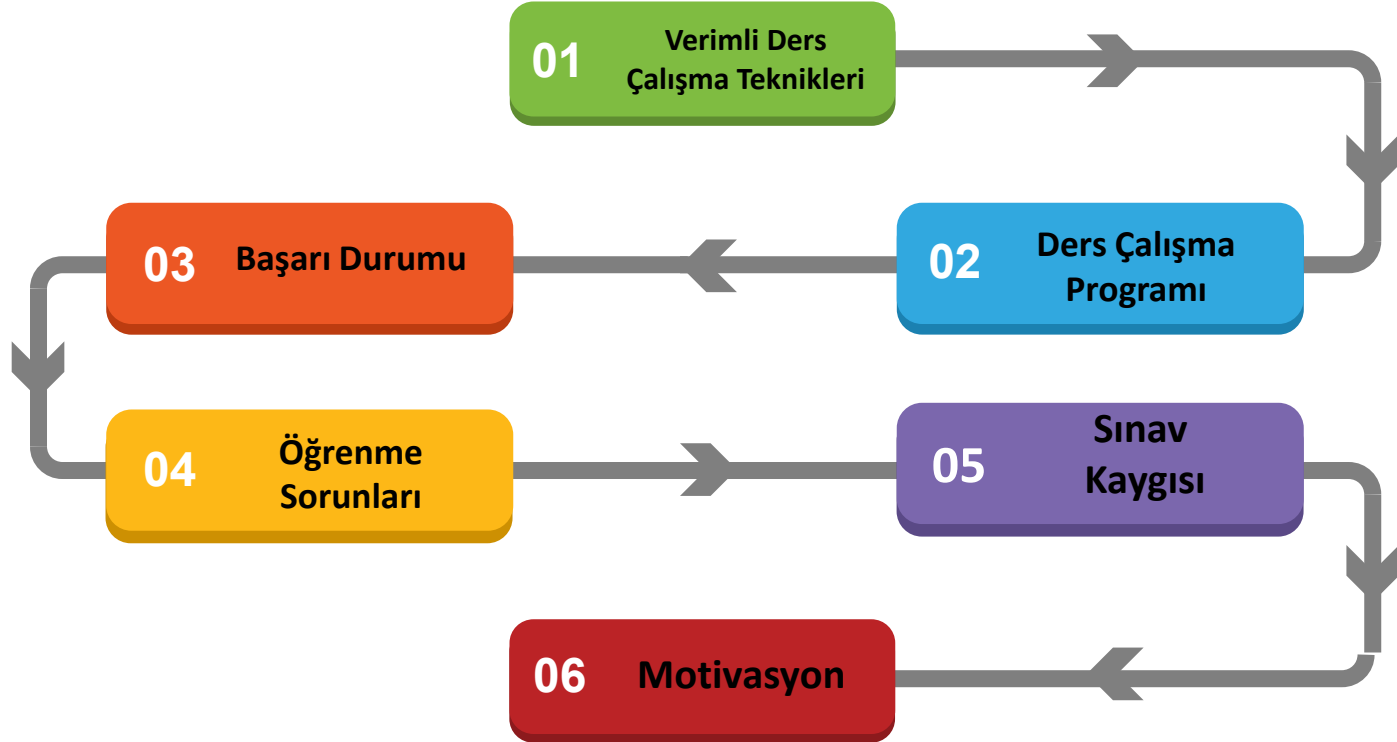 01
Verimli Ders
Çalışma Teknikleri
02
Ders Çalışma
Programı
03
Başarı Durumu
04
Öğrenme
Sorunları
05
Sınav
Kaygısı
06
Motivasyon